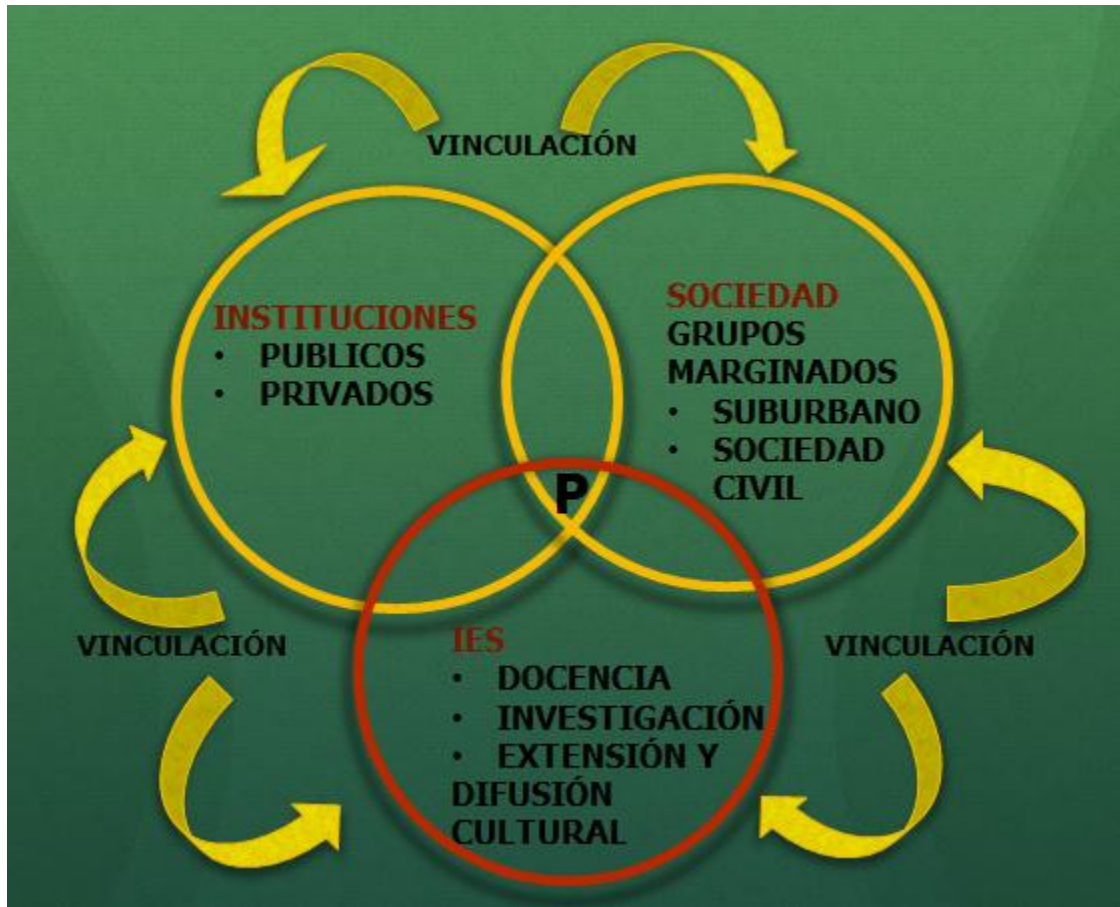 VINCULACIÓN
INSTITUCIONES
• PUBLICOS
• PRIVADOS
SOCIEDAD
GRUPOS
MARGINADOS
• SUBURBANO
• SOCIEDAD
CIVIL
P
VINCULACIÓN
VINCULACIÓN
IES
• DOCENCIA
• INVESTIGACIÓN
• EXTENSIÓN Y
DIFUSIÓN
CULTURAL